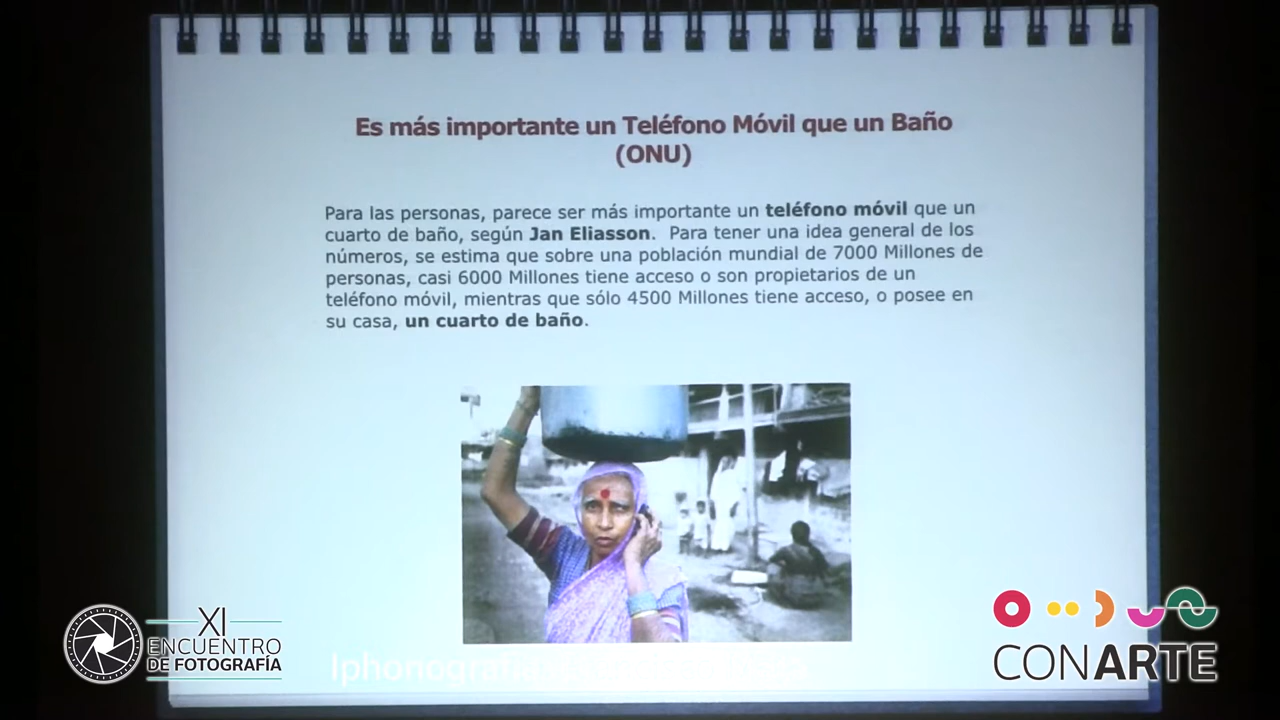 Es más importante un Teléfono Móvil que un Baño
(ONU)
Para las personas, parece ser más importante un teléfono móvil que un
cuarto de baño, según Jan Eliasson. Para tener una idea general de los
números, se estima que sobre una población mundial de 7000 Millones de
personas, casi 6000 Millones tiene acceso o son propietarios de un
teléfono móvil, mientras que sólo 4500 Millones tiene acceso, o posee en
su casa, un cuarto de baño.
XI
ENCUENTRO
DE FOTOGRAFÍA
CONARTE